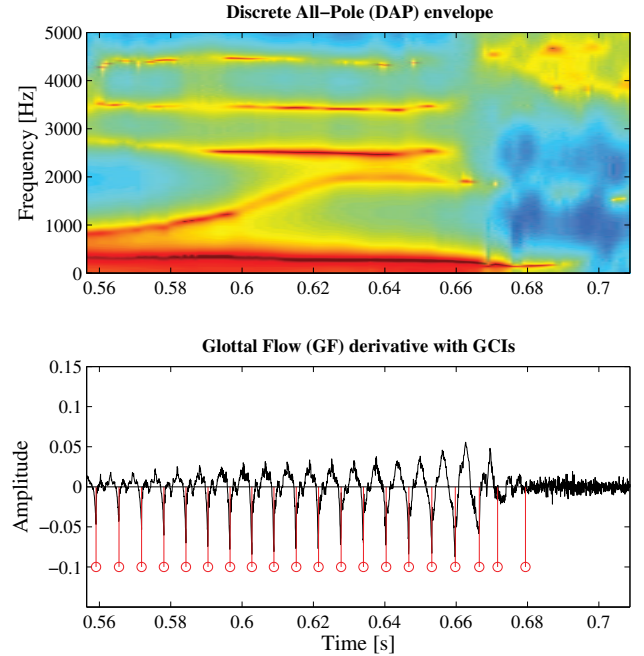 Discrete All−Pole (DAP) envelope
5000
4000
3000
2000
1000
0
Frequency [Hz]
0.56 0.58 0.6 0.62 0.64 0.66 0.68 0.7
Glottal Flow (GF) derivative with GCIs
0.15
0.1
0.05
0
−0.05
−0.1
−0.15
Amplitude
0.56 0.58 0.6 0.62 0.64 0.66 0.68 0.7
Time [s]